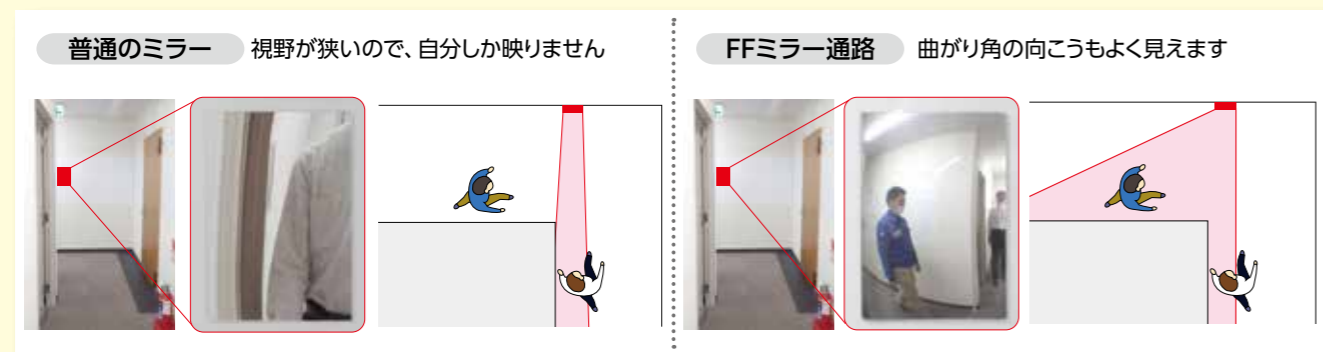 普通のミラー 視野が狭いので、自分しか映りません
FFミラー通路 曲がり角の向こうもよく見えます